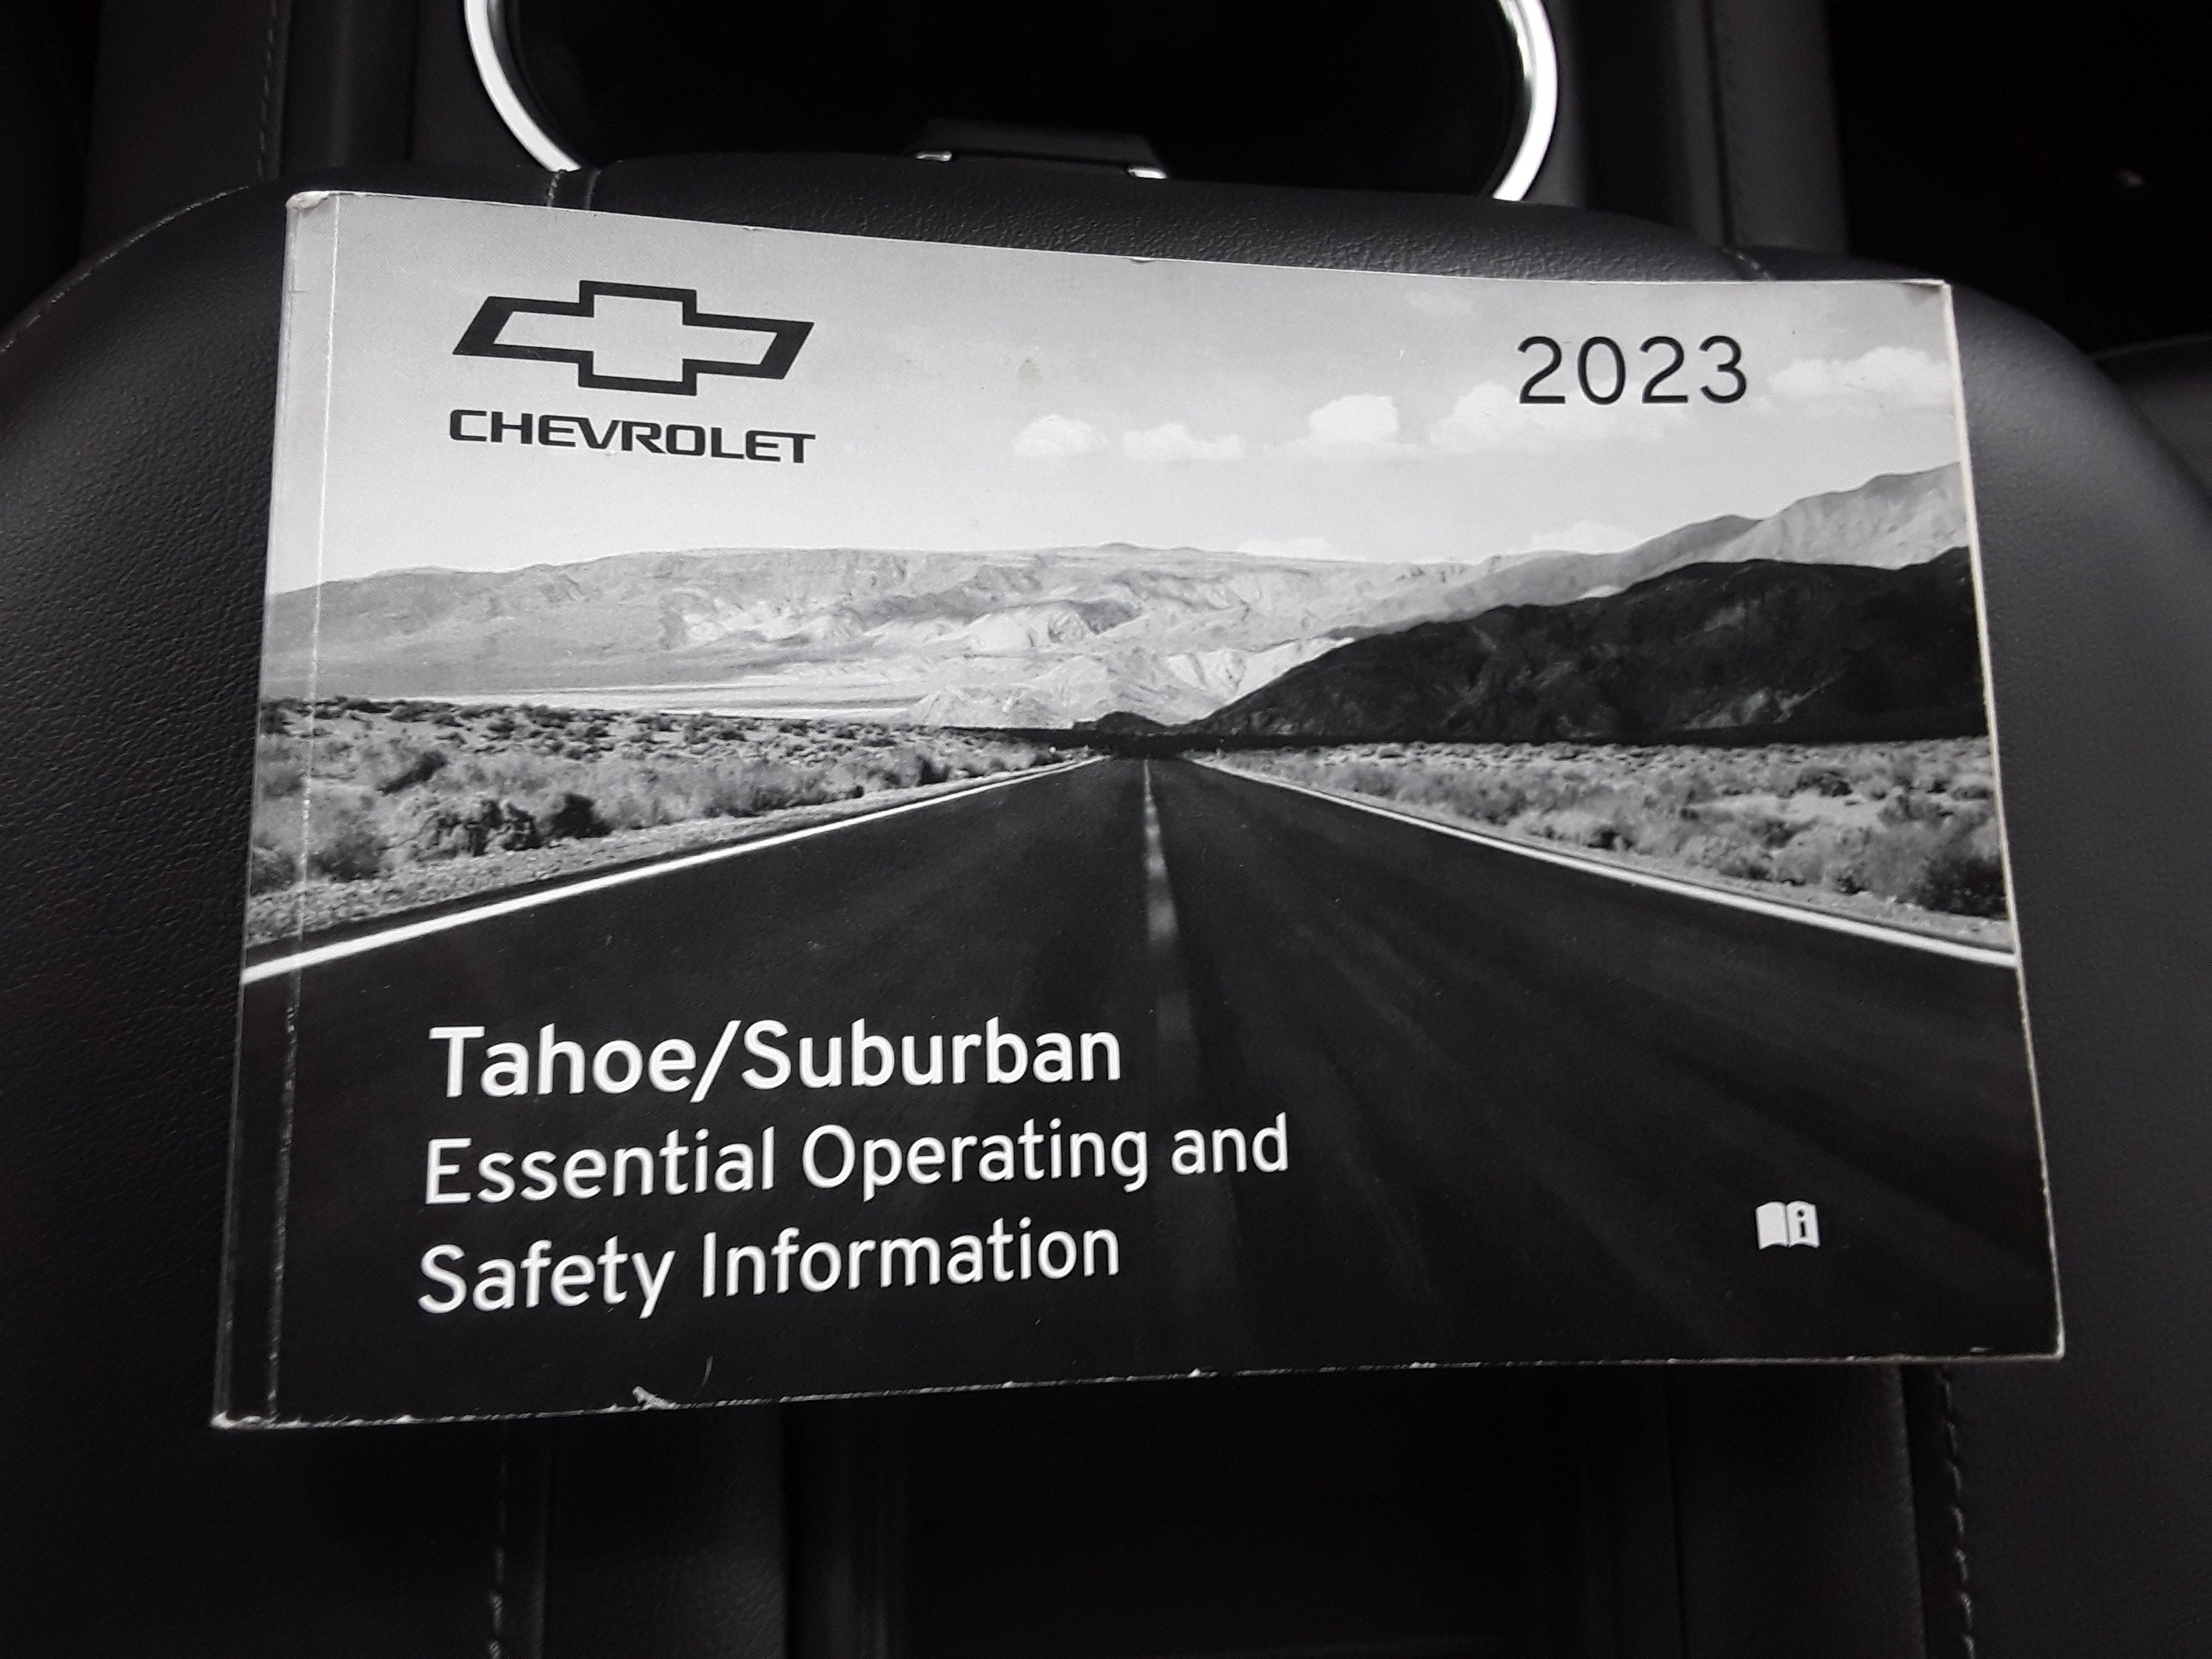 CHEVROLET
2023
Tahoe/Suburban
Essential Operating and
Safety Information